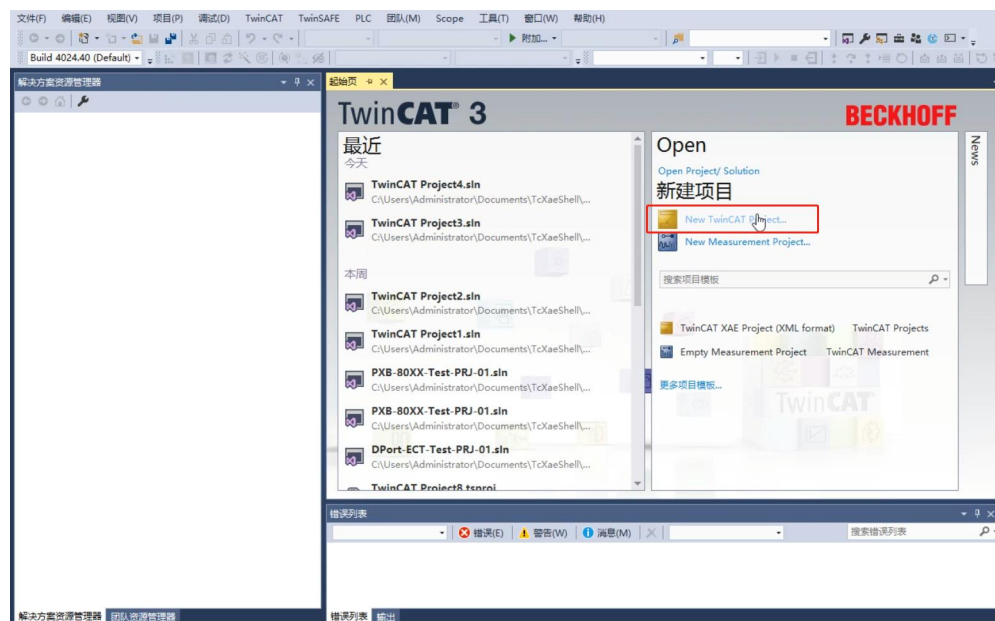 文件(F) 编辑(E) 视图(V) 项目(P) 调试(D) TwinCAT TwinSAFE PLC 团队(M) Scope 工具(T) 窗口(W) 帮助(H)
附加...
Build 4024.40 (Default)
解决方案资源管理器
起始页
TwinCAT® 3
BECKHOFF
最近
今天
TwinCAT Project4.sln
C:\Users\Administrator\Documents\TcXaeShell\...
TwinCAT Project3.sln
C:\Users\Administrator\Documents\TcXaeShell\...
本周
TwinCAT Project2.sln
C:\Users\Administrator\Documents\TcXaeShell\...
TwinCAT Project1.sln
C:\Users\Administrator\Documents\TcXaeShell\...
PXB-80XX-Test-PRJ-01.sln
C:\Users\Administrator\Documents\TcXaeShell\...
PXB-80XX-Test-PRJ-01.sln
C:\Users\Administrator\Documents\TcXaeShell\...
DPort-ECT-Test-PRJ-01.sln
C:\Users\Administrator\Documents\TcXaeShell\...
TwinCAT Project8.tsproj
Open
Open Project/ Solution
新建项目
New TwinCAT Project...
New Measurement Project...
搜索项目模板
TwinCAT XAE Project (XML format) TwinCAT Projects
Empty Measurement Project TwinCAT Measurement
更多项目模板...
TwinCAT
News
错误列表
错误(E) 警告(W) 消息(M)
搜索错误列表
解决方案资源管理器 团队资源管理器
错误列表 输出